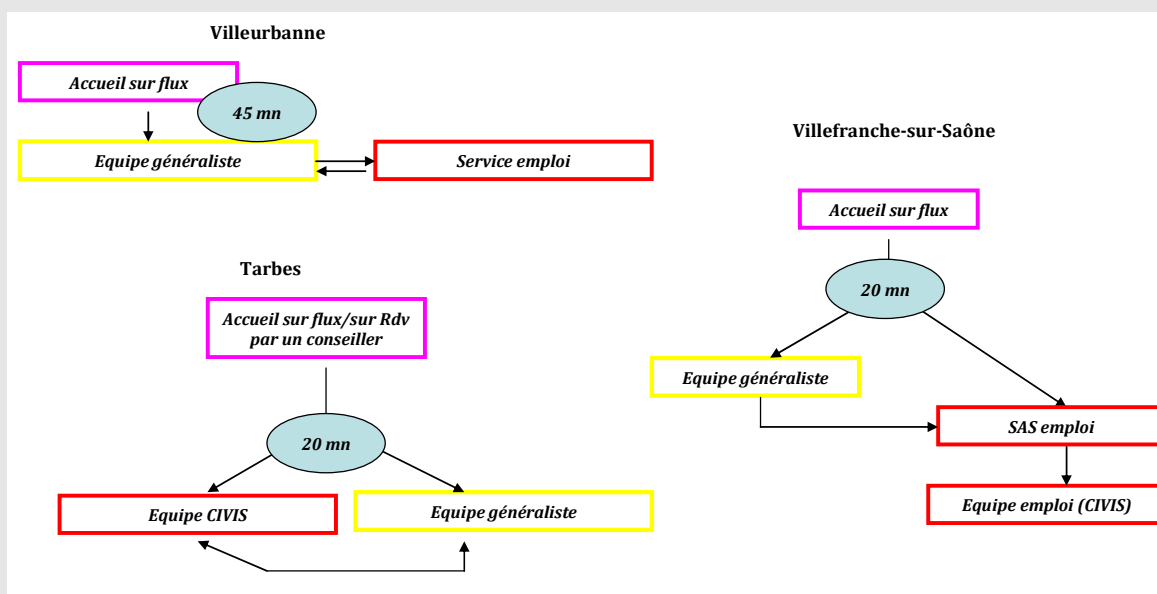 Villeurbanne
Accueil sur flux
45 mn
Equipe généraliste
Service emploi
Tarbes
Accueil sur flux/sur Rdv
par un conseiller
20 mn
Equipe CIVIS
Equipe généraliste
Villefranche-sur-Saône
Accueil sur flux
20 mn
Equipe généraliste
SAS emploi
Equipe emploi (CIVIS)